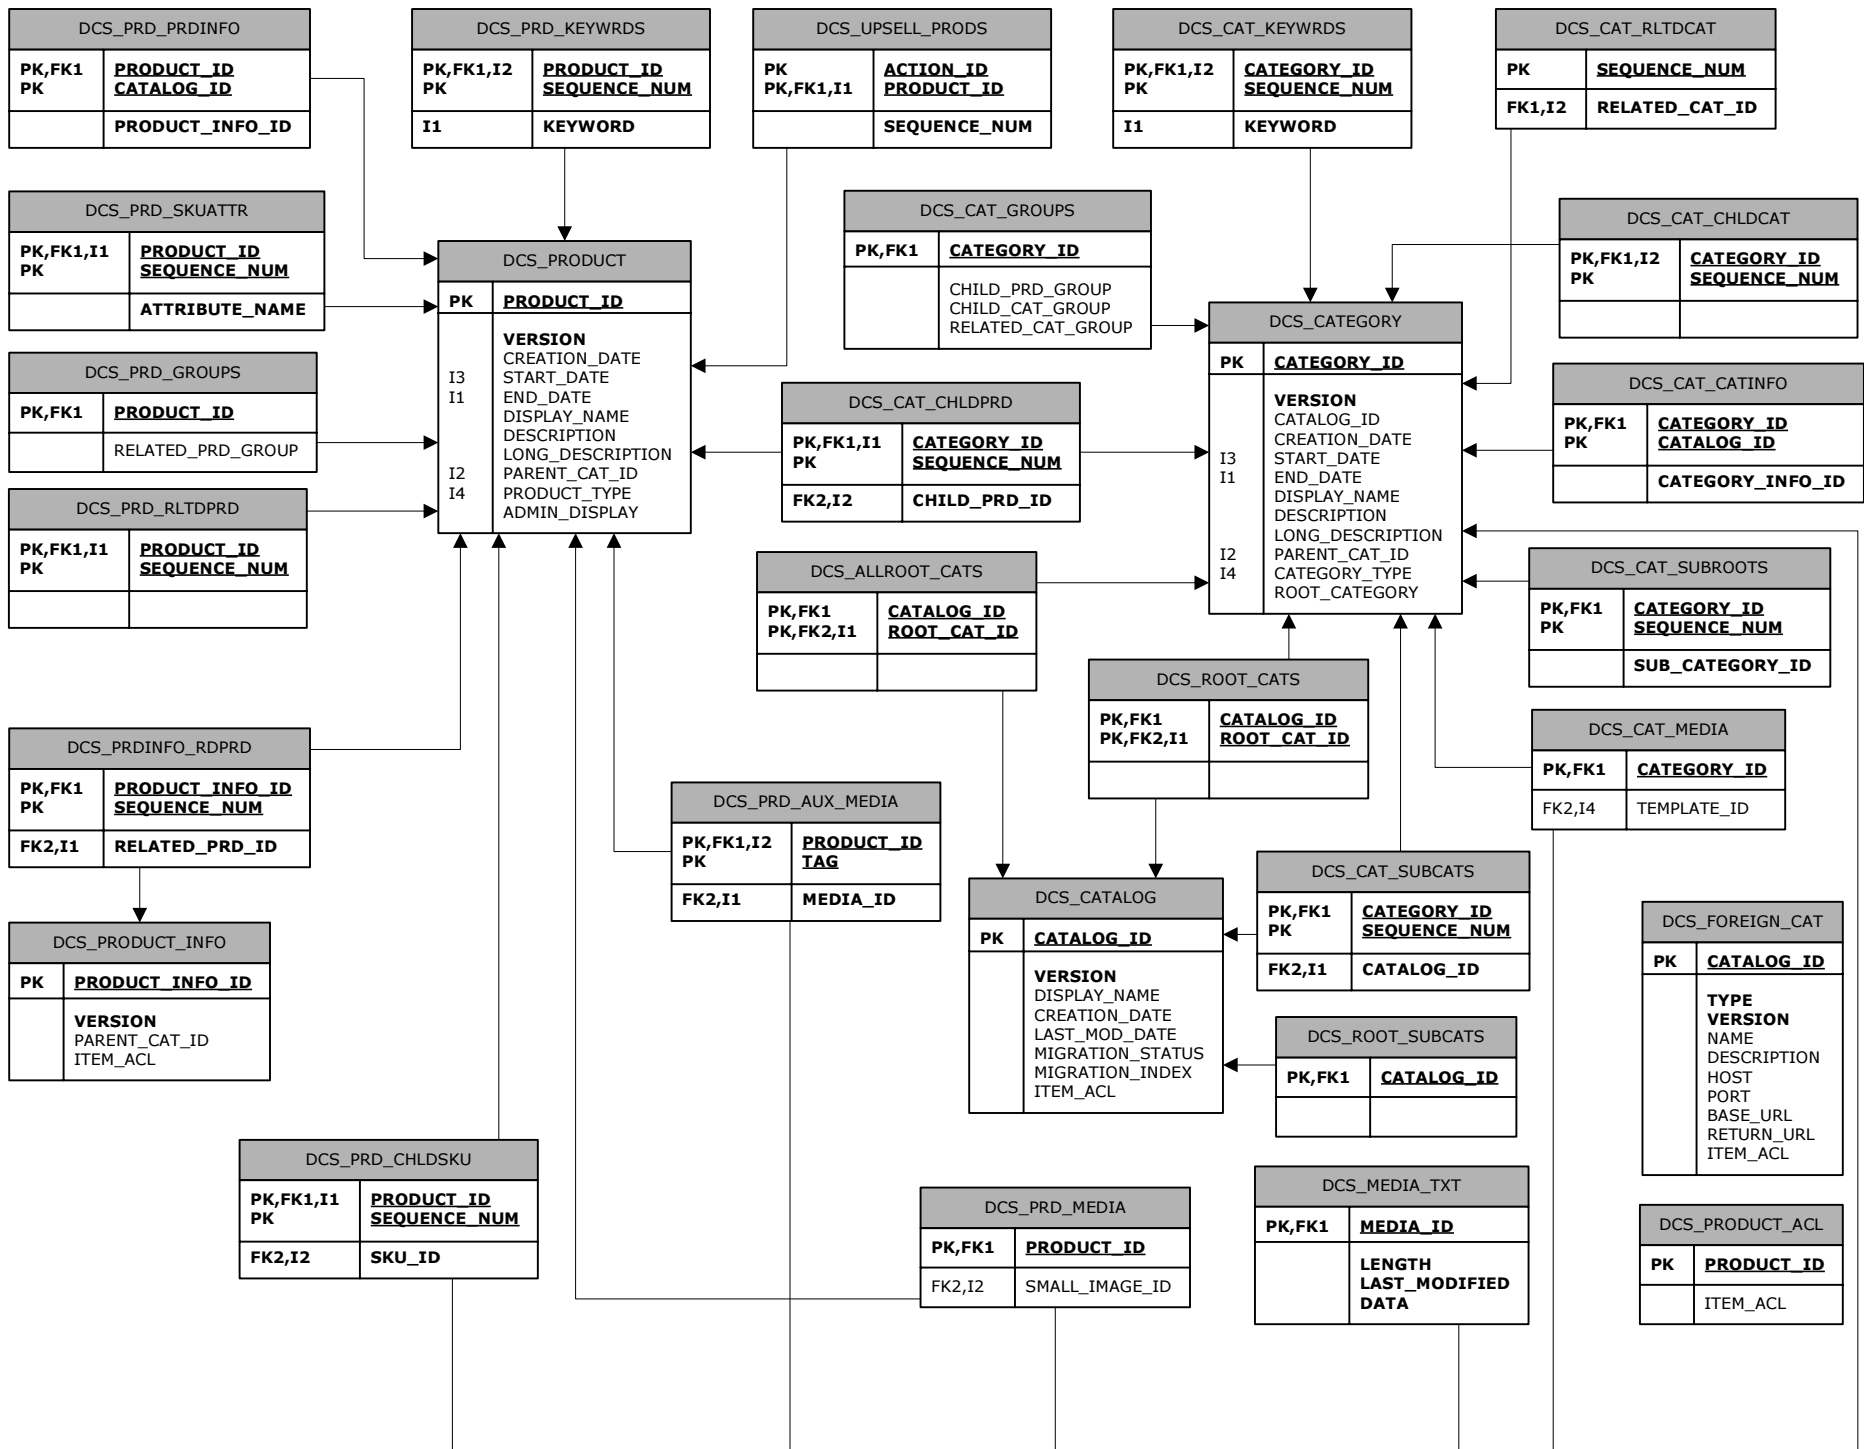 DCS_PRD_PRDINFO
PK,FK1 PRODUCT_ID
PK CATALOG_ID
PRODUCT_INFO_ID
DCS_PRD_KEYWRDS
PK,FK1,I2 PRODUCT_ID
PK SEQUENCE_NUM
I1 KEYWORD
DCS_UPSELL_PRODS
PK ACTION_ID
PK,FK1,I1 PRODUCT_ID
SEQUENCE_NUM
DCS_CAT_KEYWRDS
PK,FK1,I2 CATEGORY_ID
PK SEQUENCE_NUM
I1 KEYWORD
DCS_CAT_RLTDCAT
PK SEQUENCE_NUM
FK1,I2 RELATED_CAT_ID
DCS_PRD_SKUATTR
PK,FK1,I1 PRODUCT_ID
PK SEQUENCE_NUM
ATTRIBUTE_NAME
DCS_PRODUCT
PK PRODUCT_ID
VERSION
CREATION_DATE
I3 START_DATE
I1 END_DATE
DISPLAY_NAME
DESCRIPTION
LONG_DESCRIPTION
I2 PARENT_CAT_ID
I4 PRODUCT_TYPE
ADMIN_DISPLAY
DCS_CAT_GROUPS
PK,FK1 CATEGORY_ID
CHILD_PRD_GROUP
CHILD_CAT_GROUP
RELATED_CAT_GROUP
DCS_CAT_CHLDCAT
PK,FK1,I2 CATEGORY_ID
PK SEQUENCE_NUM
DCS_CATEGORY
PK CATEGORY_ID
VERSION
CATALOG_ID
CREATION_DATE
I3 START_DATE
I1 END_DATE
DISPLAY_NAME
DESCRIPTION
LONG_DESCRIPTION
I2 PARENT_CAT_ID
I4 CATEGORY_TYPE
ROOT_CATEGORY
DCS_PRD_GROUPS
PK,FK1 PRODUCT_ID
RELATED_PRD_GROUP
DCS_CAT_CHLDPRD
PK,FK1,I1 CATEGORY_ID
PK SEQUENCE_NUM
FK2,I2 CHILD_PRD_ID
DCS_CAT_CATINFO
PK,FK1 CATEGORY_ID
PK CATALOG_ID
CATEGORY_INFO_ID
DCS_PRD_RLTDPRD
PK,FK1,I1 PRODUCT_ID
PK SEQUENCE_NUM
DCS_ALLROOT_CATS
PK,FK1 CATALOG_ID
PK,FK2,I1 ROOT_CAT_ID
DCS_CAT_SUBROOTS
PK,FK1 CATEGORY_ID
PK SEQUENCE_NUM
SUB_CATEGORY_ID
DCS_ROOT_CATS
PK,FK1 CATALOG_ID
PK,FK2,I1 ROOT_CAT_ID
DCS_PRDINFO_RDPRD
PK,FK1 PRODUCT_INFO_ID
PK SEQUENCE_NUM
FK2,I1 RELATED_PRD_ID
DCS_CAT_MEDIA
PK,FK1 CATEGORY_ID
FK2,I4 TEMPLATE_ID
DCS_PRD_AUX_MEDIA
PK,FK1,I2 PRODUCT_ID
PK TAG
FK2,I1 MEDIA_ID
DCS_CATALOG
PK CATALOG_ID
VERSION
DISPLAY_NAME
CREATION_DATE
LAST_MOD_DATE
MIGRATION_STATUS
MIGRATION_INDEX
ITEM_ACL
DCS_CAT_SUBCATS
PK,FK1 CATEGORY_ID
PK SEQUENCE_NUM
FK2,I1 CATALOG_ID
DCS_PRODUCT_INFO
PK PRODUCT_INFO_ID
VERSION
PARENT_CAT_ID
ITEM_ACL
DCS_FOREIGN_CAT
PK CATALOG_ID
TYPE
VERSION
NAME
DESCRIPTION
HOST
PORT
BASE_URL
RETURN_URL
ITEM_ACL
DCS_ROOT_SUBCATS
PK,FK1 CATALOG_ID
DCS_PRD_CHLDSKU
PK,FK1,I1 PRODUCT_ID
PK SEQUENCE_NUM
FK2,I2 SKU_ID
DCS_PRD_MEDIA
PK,FK1 PRODUCT_ID
FK2,I2 SMALL_IMAGE_ID
DCS_MEDIA_TXT
PK,FK1 MEDIA_ID
LENGTH
LAST_MODIFIED
DATA
DCS_PRODUCT_ACL
PK PRODUCT_ID
ITEM_ACL